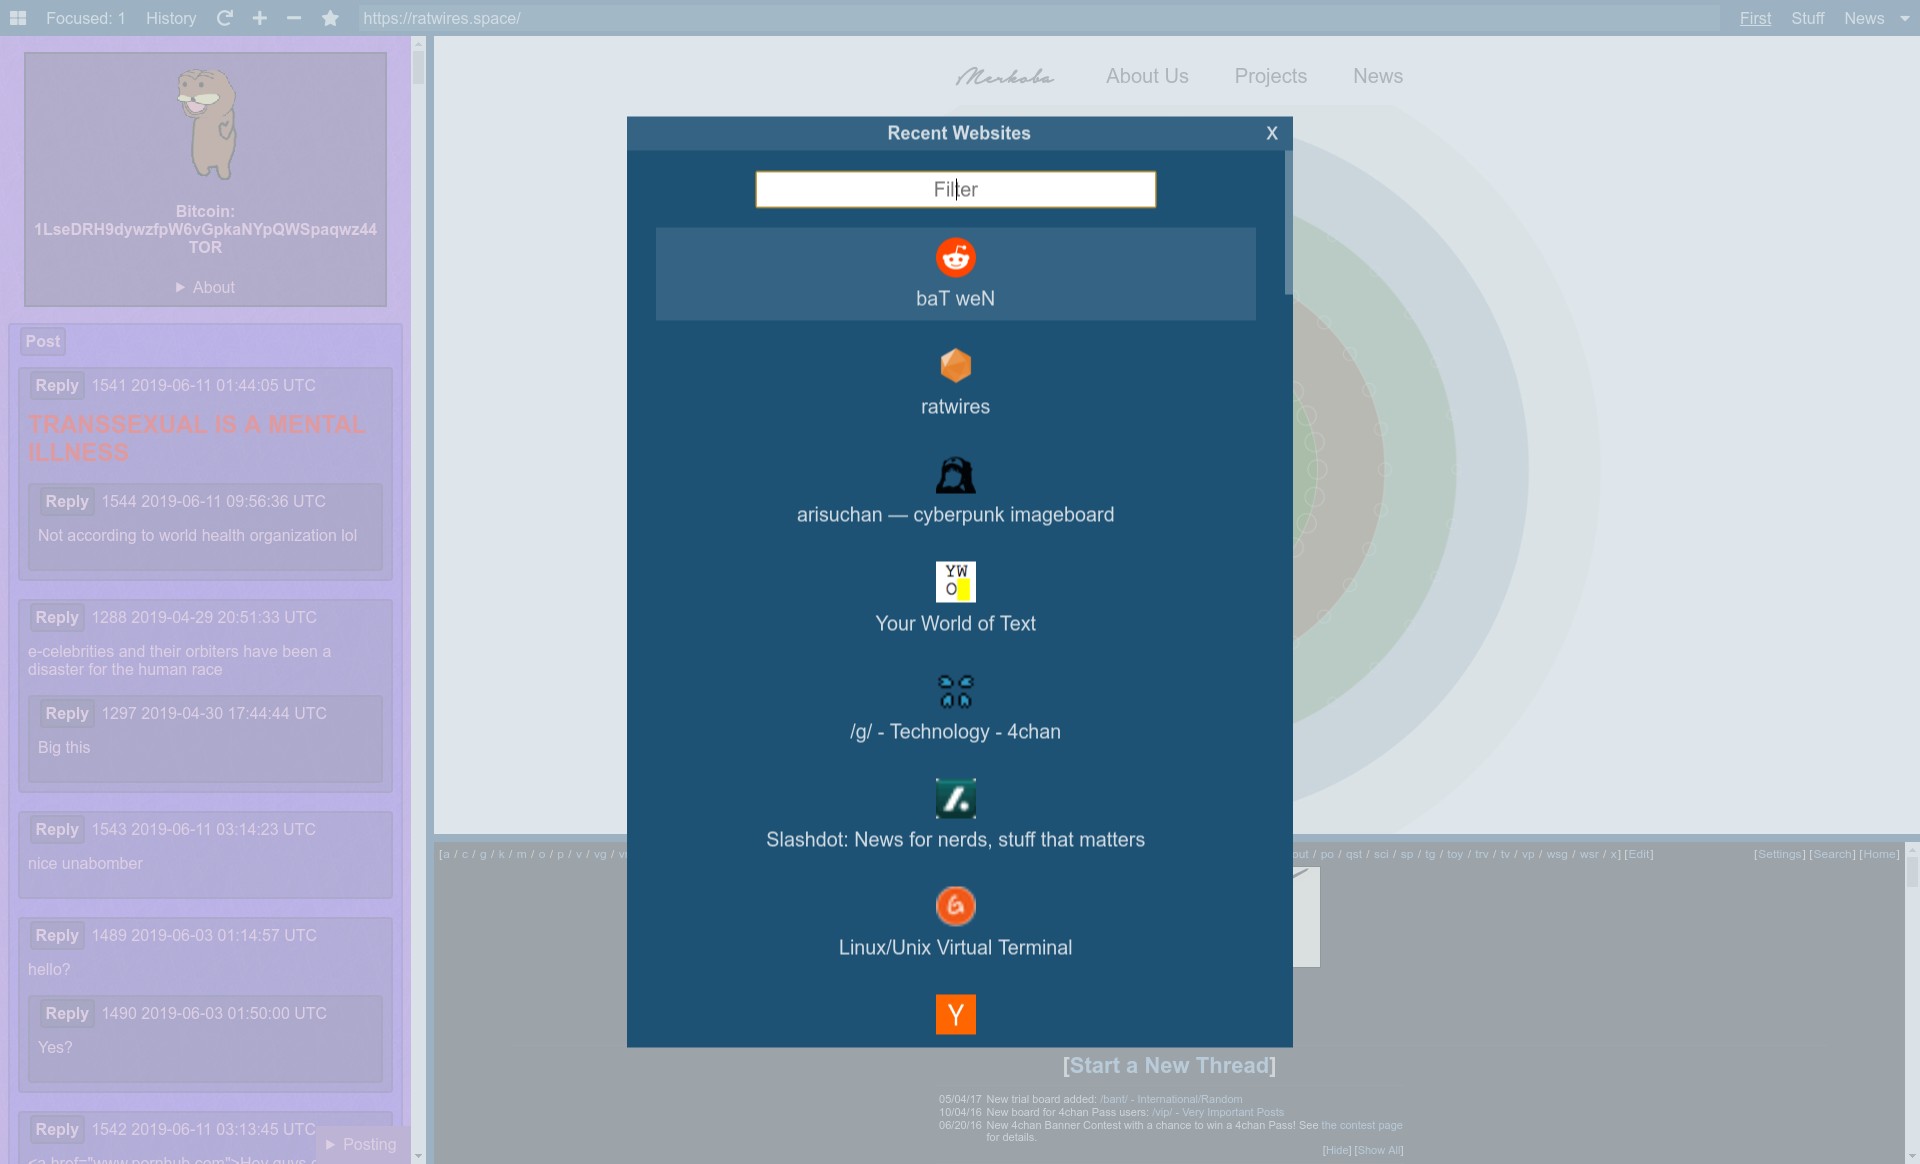 Focused: 1 History https://ratwires.space/ First Stuff News
Bitcoin:
1LseDRH9dywzfpW6vGpkaNYpQWSpaqwz44
TOR
► About
Post
Reply 1541 2019-06-11 01:44:05 UTC
TRANSSEXUAL IS A MENTAL
ILLNESS
Reply 1544 2019-06-11 09:56:36 UTC
Not according to world health organization lol
Reply 1288 2019-04-29 20:51:33 UTC
e-celebrities and their orbiters have been a
disaster for the human race
Reply 1297 2019-04-30 17:44:44 UTC
Big this
Reply 1543 2019-06-11 03:14:23 UTC
nice unabomber
Reply 1489 2019-06-03 01:14:57 UTC
hello?
Reply 1490 2019-06-03 01:50:00 UTC
Yes?
Reply 1542 2019-06-11 03:13:45 UTC
► Posting
<a href="www.pornhub.com">Hey guys
Merkoba About Us Projects News
Recent Websites X
Filter
baT weN
ratwires
arisuchan — cyberpunk imageboard
YW
O
Your World of Text
/g/ - Technology - 4chan
Slashdot: News for nerds, stuff that matters
Linux/Unix Virtual Terminal
Y
[a / c / g / k / m / o / p / v / vg / out / po / qst / sci / sp / tg / toy / trv / tv / vp / wsg / wsr / x] [Edit] [Settings] [Search] [Home]
[Start a New Thread]
05/04/17 New trial board added: /bant/ - International/Random
10/04/16 New board for 4chan Pass users: /vip/ - Very Important Posts
06/20/16 New 4chan Banner Contest with a chance to win a 4chan Pass! See the contest page
for details.
[Hide] [Show All]